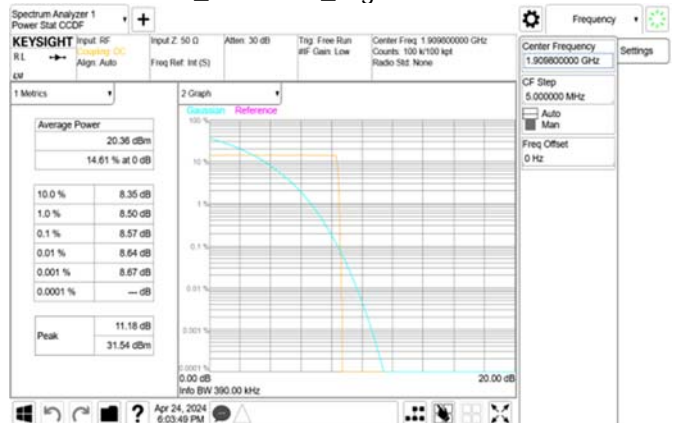 Spectrum Analyzer 1
Power Stat CCDF
+
Frequency
KEYSIGHT
RL
Input: RF
Coupling: DC
Align: Auto
Input Z: 50 Ω
Freq Ref: Int (S)
Atten: 30 dB
Trig: Free Run
#IF Gain: Low
Center Freq: 1.909800000 GHz
Counts: 100 k/100 kpt
Radio Std: None
Center Frequency
1.909800000 GHz
Settings
CF Step
5.000000 MHz
Auto
Man
Freq Offset
0 Hz
1 Metrics
Average Power
20.36 dBm
14.61 % at 0 dB
10.0 % 8.35 dB
1.0 % 8.50 dB
0.1 % 8.57 dB
0.01 % 8.64 dB
0.001 % 8.67 dB
0.0001 % --- dB
Peak
11.18 dB
31.54 dBm
2 Graph
Gaussian Reference
100 %
10 %
1 %
0.1 %
0.01 %
0.001 %
0.0001 %
0.00 dB 20.00 dB
Info BW 390.00 kHz
?
Apr 24, 2024
6:03:49 PM